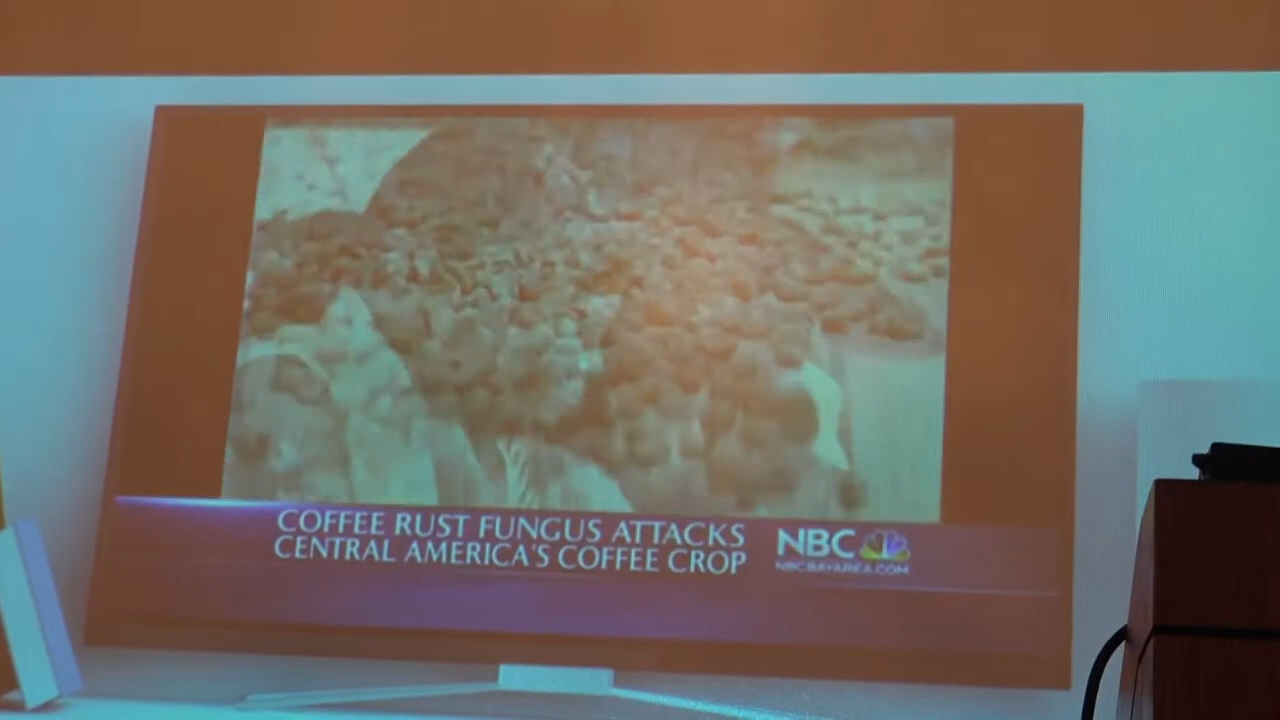 COFFEE RUST FUNGUS ATTACKS
CENTRAL AMERICA'S COFFEE CROP
NBC
NBCBAYAREA.COM